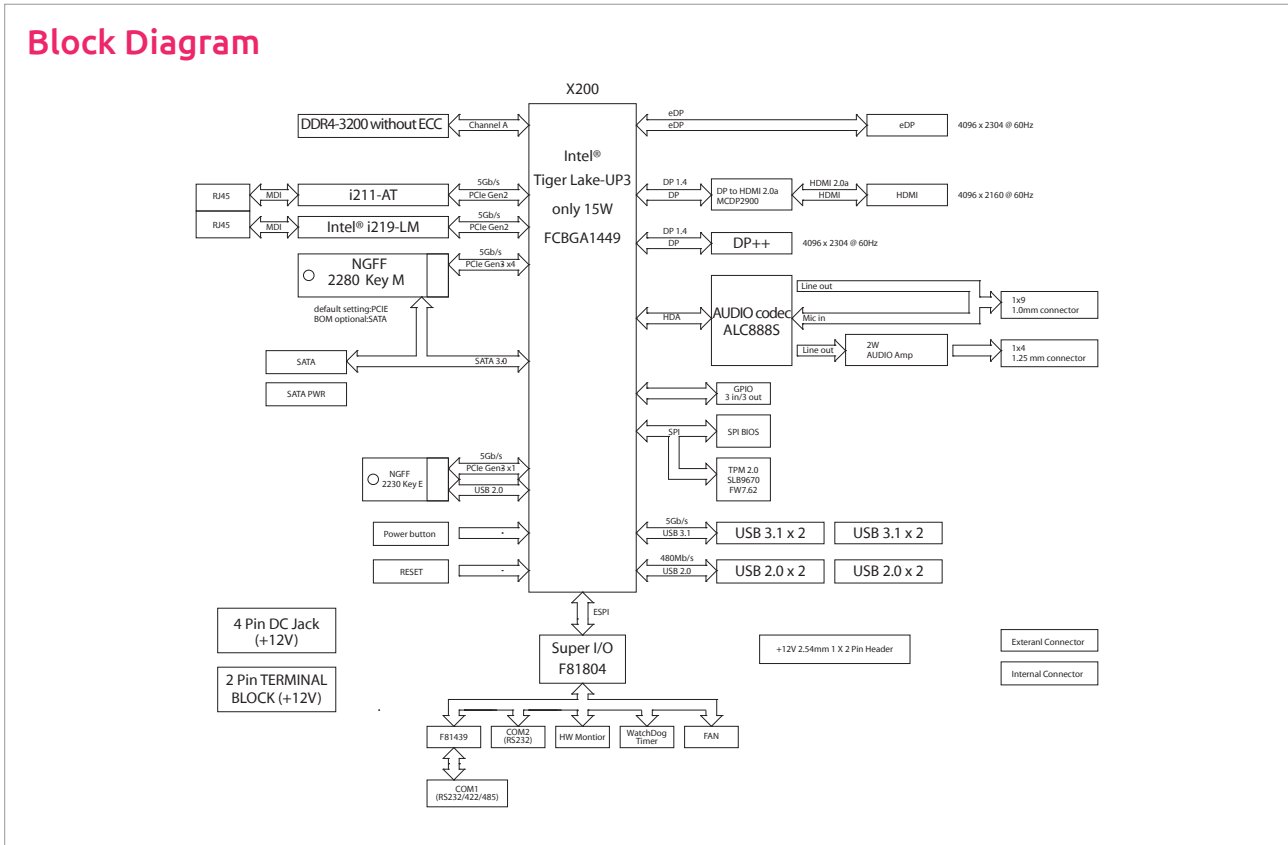 Block Diagram
X200
DDR4-3200 without ECC
Channel A
Intel®
Tiger Lake-UP3
only 15W
FCBGA1449
eDP
eDP
eDP
4096 x 2304 @ 60Hz
RJ45
MDI
i211-AT
5Gb/s
PCIe Gen2
DP 1.4
DP
DP to HDMI 2.0a
MCDP2900
HDMI 2.0a
HDMI
HDMI
4096 x 2160 @ 60Hz
RJ45
MDI
Intel® i219-LM
5Gb/s
PCIe Gen2
DP 1.4
DP
DP++
4096 x 2304 @ 60Hz
NGFF
2280 Key M
5Gb/s
PCIe Gen3 x4
default setting:PCIE
BOM optional:SATA
HDA
AUDIO codec
ALC888S
Line out
Mic in
1x9
1.0mm connector
Line out
2W
AUDIO Amp
1x4
1.25 mm connector
SATA
SATA 3.0
SATA PWR
GPIO
3 in/3 out
SPI
SPI BIOS
TPM 2.0
SLB9670
FW7.62
NGFF
2230 Key E
5Gb/s
PCIe Gen3 x1
USB 2.0
Power button
-
5Gb/s
USB 3.1
USB 3.1 x 2
USB 3.1 x 2
RESET
-
480Mb/s
USB 2.0
USB 2.0 x 2
USB 2.0 x 2
ESPI
4 Pin DC Jack
(+12V)
Super I/O
F81804
+12V 2.54mm 1 X 2 Pin Header
Exteranl Connector
2 Pin TERMINAL
BLOCK (+12V)
Internal Connector
F81439
COM2
(RS232)
HW Montior
WatchDog
Timer
FAN
COM1
(RS232/422/485)